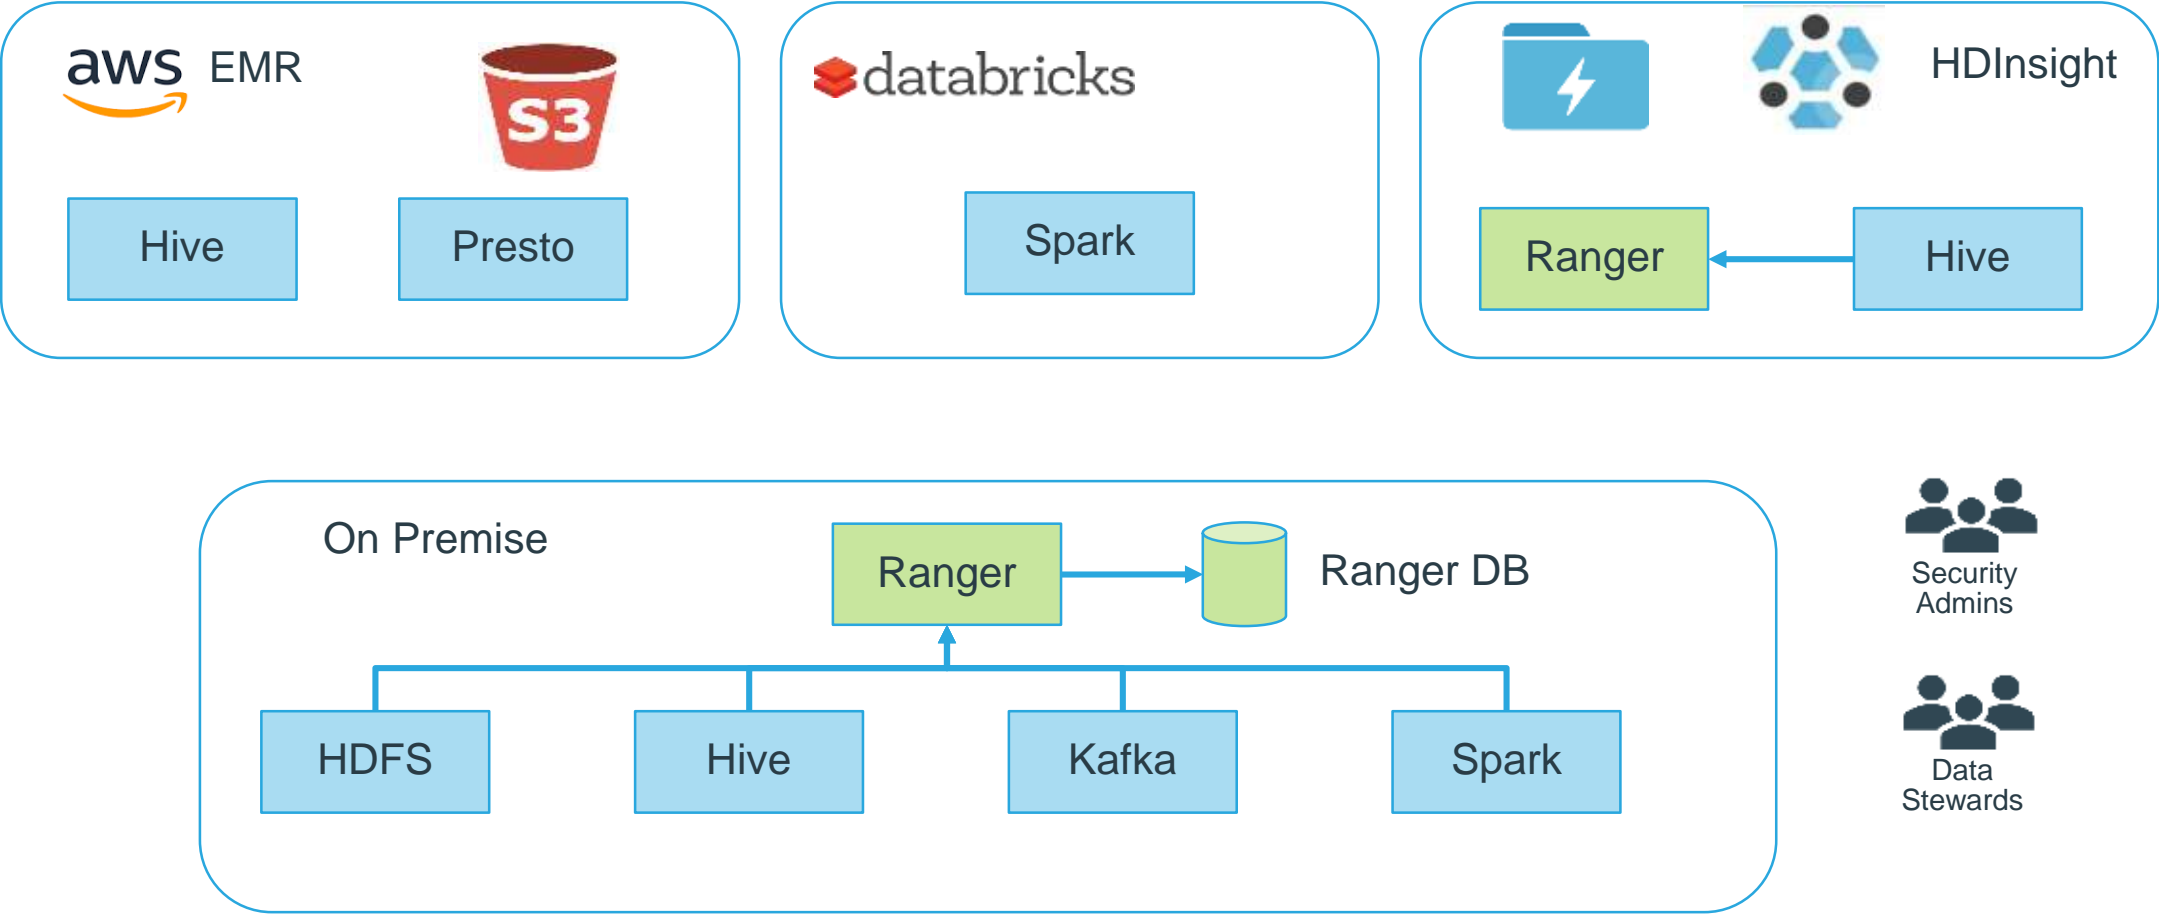 aws EMR
S3
Hive
Presto
databricks
Spark
HDInsight
Ranger
Hive
On Premise
Ranger
Ranger DB
HDFS
Hive
Kafka
Spark
Security
Admins
Data
Stewards